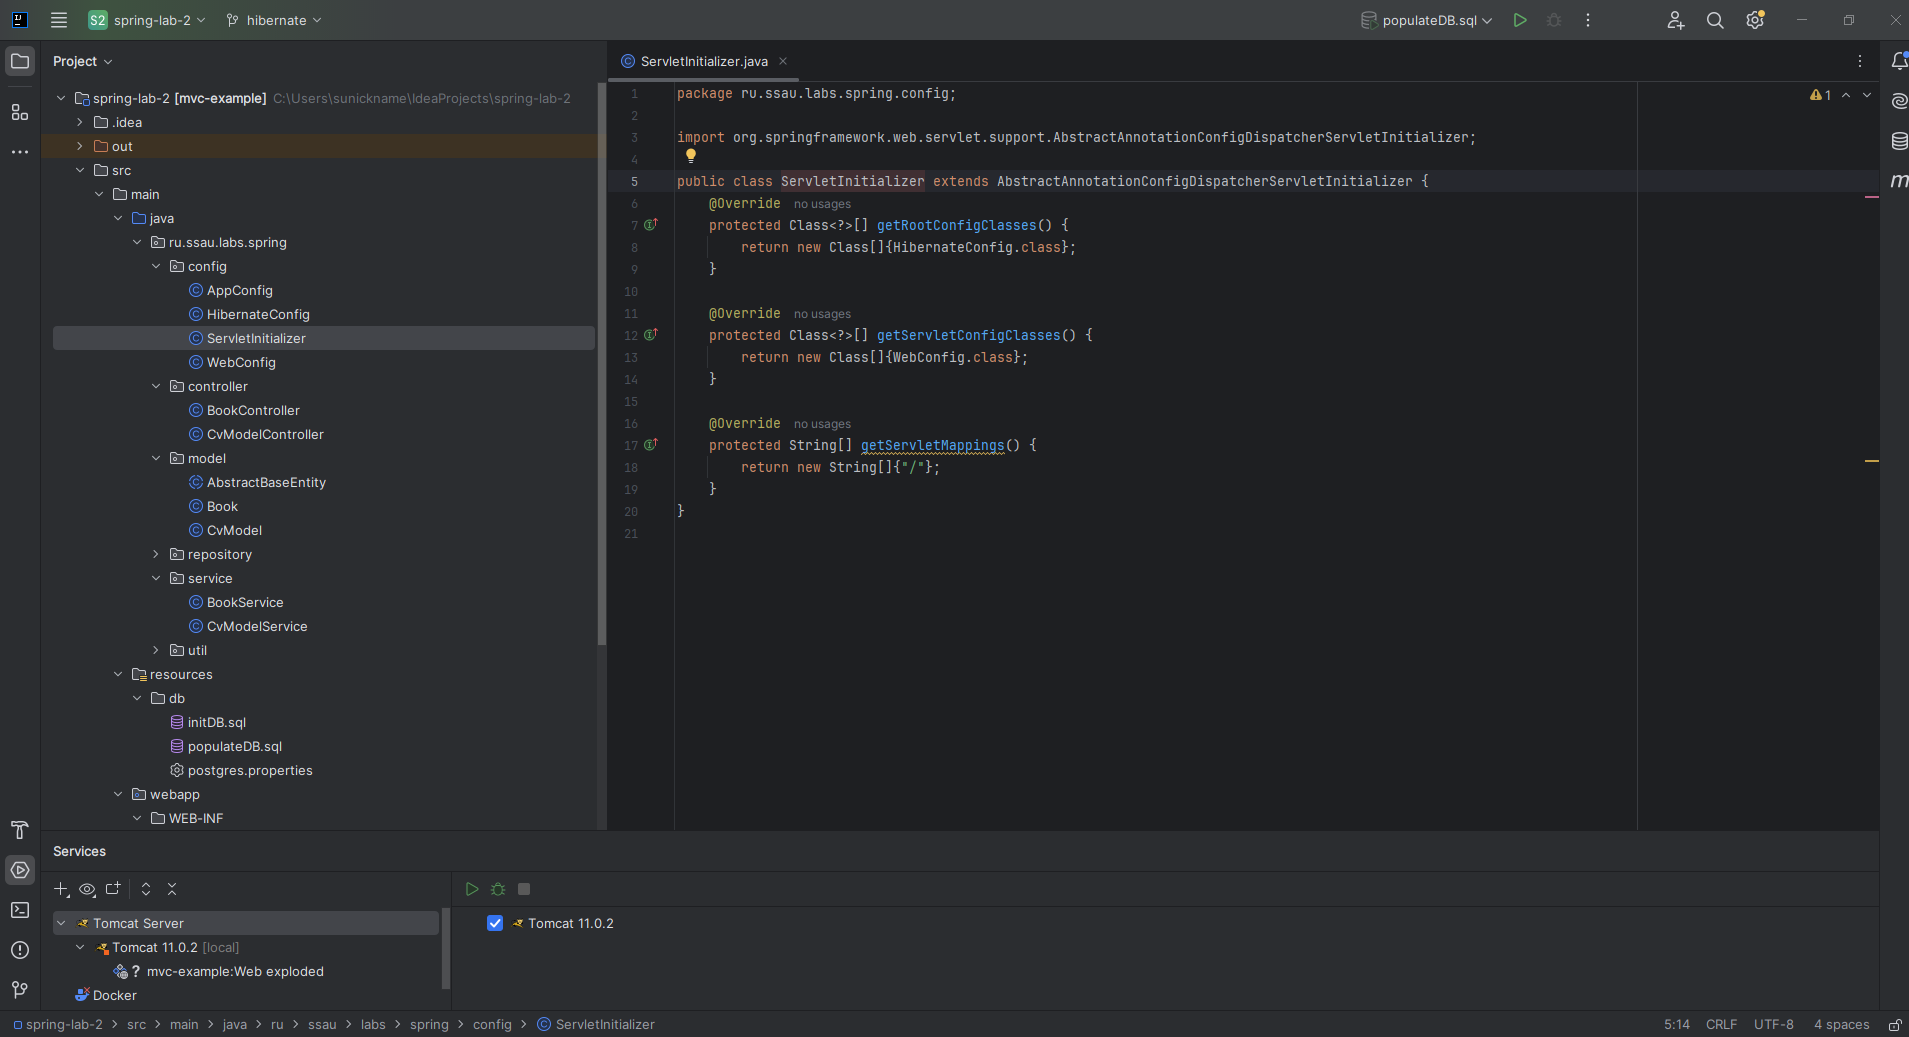 S2 spring-lab-2 hibernate populateDB.sql
Project
spring-lab-2 [mvc-example] C:\Users\sunickname\IdeaProjects\spring-lab-2
.idea
out
src
main
java
ru.ssau.labs.spring
config
AppConfig
HibernateConfig
ServletInitializer
WebConfig
controller
BookController
CvModelController
model
AbstractBaseEntity
Book
CvModel
repository
service
BookService
CvModelService
util
resources
db
initDB.sql
populateDB.sql
postgres.properties
webapp
WEB-INF
ServletInitializer.java
1 package ru.ssau.labs.spring.config;
2
3 import org.springframework.web.servlet.support.AbstractAnnotationConfigDispatcherServletInitializer;
4
5 public class ServletInitializer extends AbstractAnnotationConfigDispatcherServletInitializer {
6 @Override no usages
7 protected Class<?>[] getRootConfigClasses() {
8 return new Class[]{HibernateConfig.class};
9 }
10
11 @Override no usages
12 protected Class<?>[] getServletConfigClasses() {
13 return new Class[]{WebConfig.class};
14 }
15
16 @Override no usages
17 protected String[] getServletMappings() {
18 return new String[]{"/"};
19 }
20 }
21
1
m
Services
Tomcat Server
Tomcat 11.0.2 [local]
? mvc-example:Web exploded
Docker
Tomcat 11.0.2
spring-lab-2 > src > main > java > ru > ssau > labs > spring > config > ServletInitializer
5:14 CRLF UTF-8 4 spaces